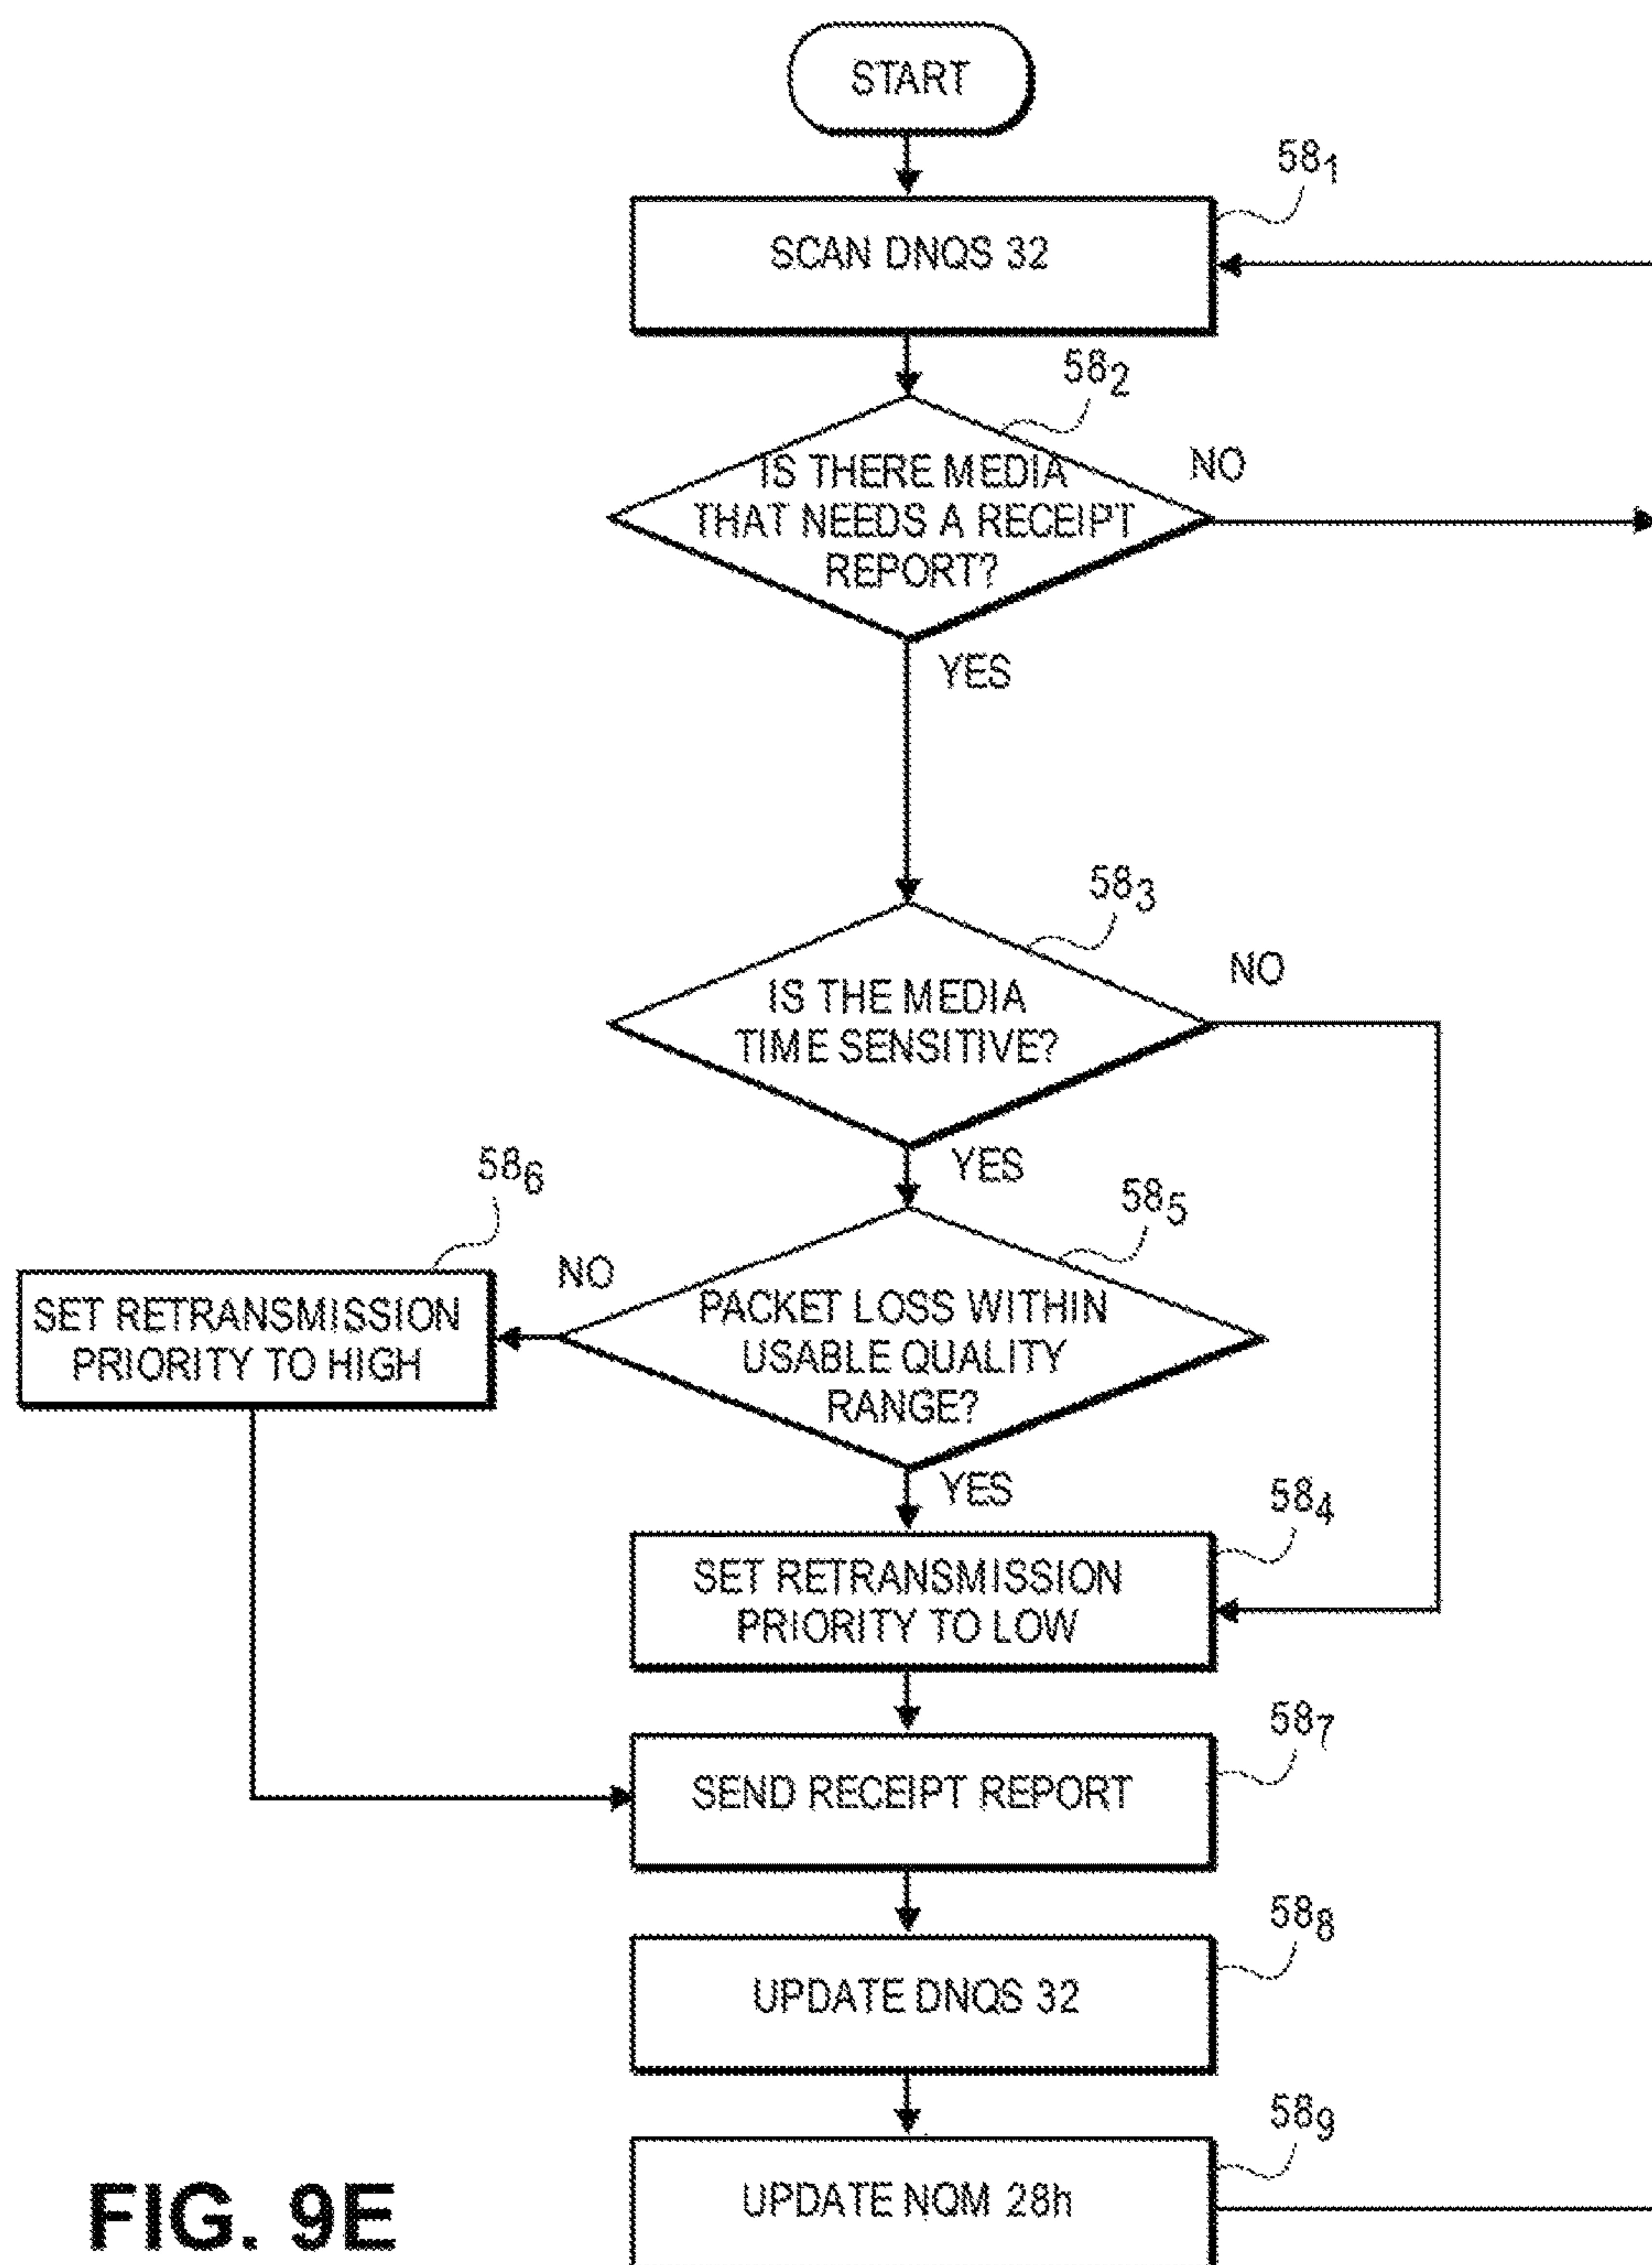 START
58₁
SCAN DNQS 32
58₂
IS THERE MEDIA
THAT NEEDS A RECEIPT
REPORT?
NO
YES
58₃
IS THE MEDIA
TIME SENSITIVE?
NO
YES
58₆
58₅
NO
SET RETRANSMISSION
PRIORITY TO HIGH
PACKET LOSS WITHIN
USABLE QUALITY
RANGE?
YES
58₄
SET RETRANSMISSION
PRIORITY TO LOW
58₇
SEND RECEIPT REPORT
58₈
UPDATE DNQS 32
58₉
UPDATE NQM 28h
FIG. 9E